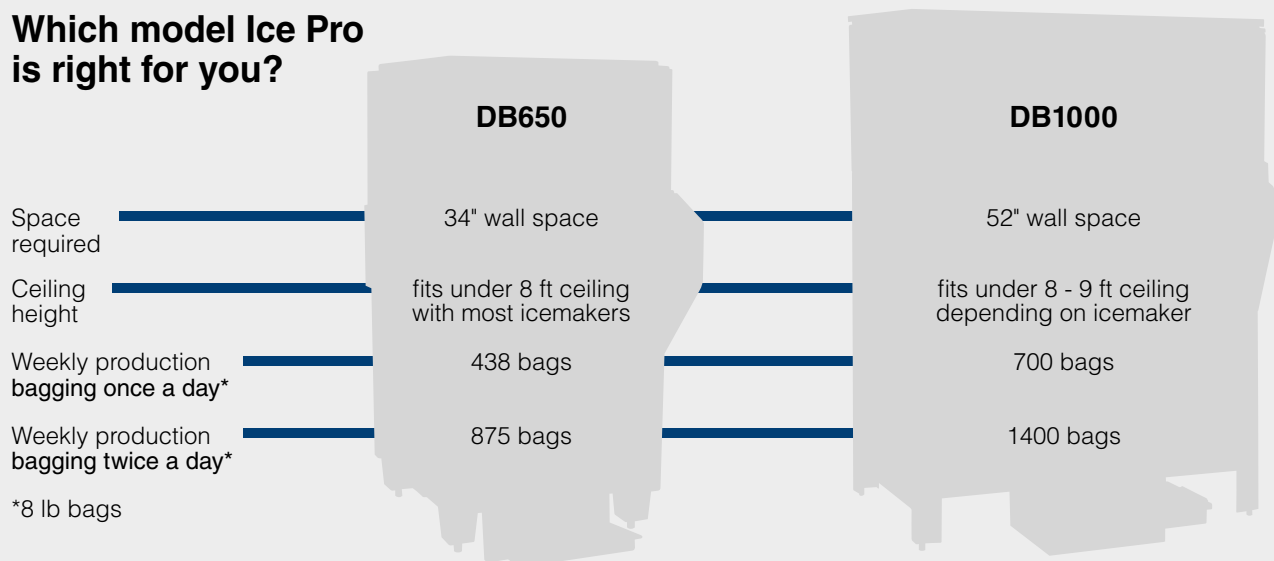 Which model Ice Pro
is right for you?
DB650
DB1000
Space
required
34" wall space
52" wall space
Ceiling
height
fits under 8 ft ceiling
with most icemakers
fits under 8 - 9 ft ceiling
depending on icemaker
Weekly production
bagging once a day*
438 bags
700 bags
Weekly production
bagging twice a day*
875 bags
1400 bags
*8 lb bags